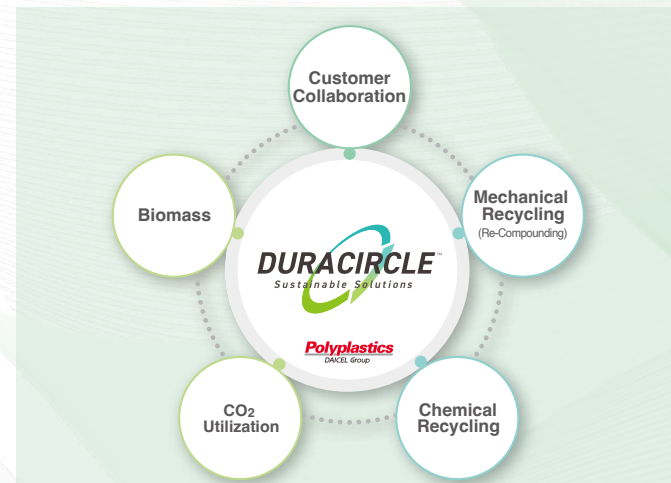 Customer
Collaboration
Mechanical
Recycling
(Re-Compounding)
Biomass
DURACIRCLE™
Sustainable Solutions
Polyplastics
DAICEL Group
CO2
Utilization
Chemical
Recycling